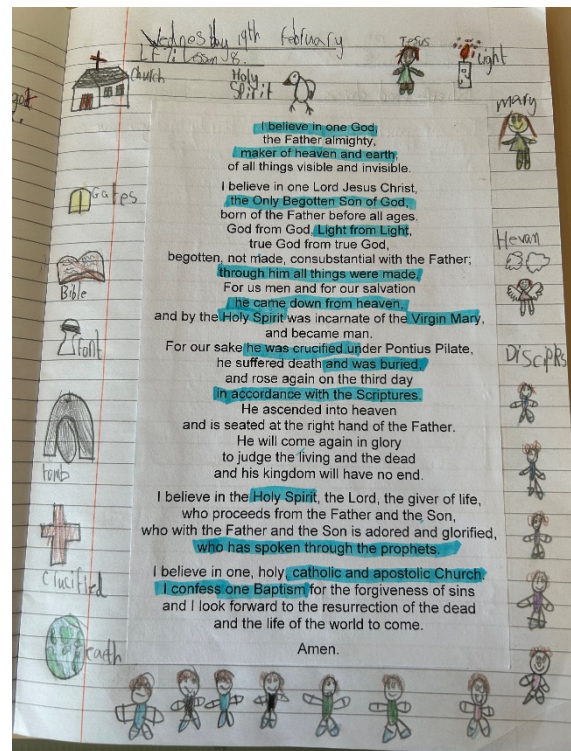 Wednesday 19th February
LF7: Lesson 8.
Church
Holy
Spirit
Jesus
Light
Mary
Gates
Bible
font
tomb
Crucified
earth
Hevan
I believe in one God,
the Father almighty,
maker of heaven and earth,
of all things visible and invisible.
I believe in one Lord Jesus Christ,
the Only Begotten Son of God,
born of the Father before all ages.
God from God, Light from Light,
true God from true God,
begotten, not made, consubstantial with the Father;
through him all things were made,
For us men and for our salvation
he came down from heaven,
and by the Holy Spirit was incarnate of the Virgin Mary,
and became man.
For our sake he was crucified under Pontius Pilate,
he suffered death and was buried,
and rose again on the third day
in accordance with the Scriptures.
He ascended into heaven
and is seated at the right hand of the Father.
He will come again in glory
to judge the living and the dead
and his kingdom will have no end.
I believe in the Holy Spirit, the Lord, the giver of life,
who proceeds from the Father and the Son,
who with the Father and the Son is adored and glorified,
who has spoken through the prophets.
I believe in one, holy, catholic and apostolic Church.
I confess one Baptism for the forgiveness of sins
and I look forward to the resurrection of the dead
and the life of the world to come.
Amen.